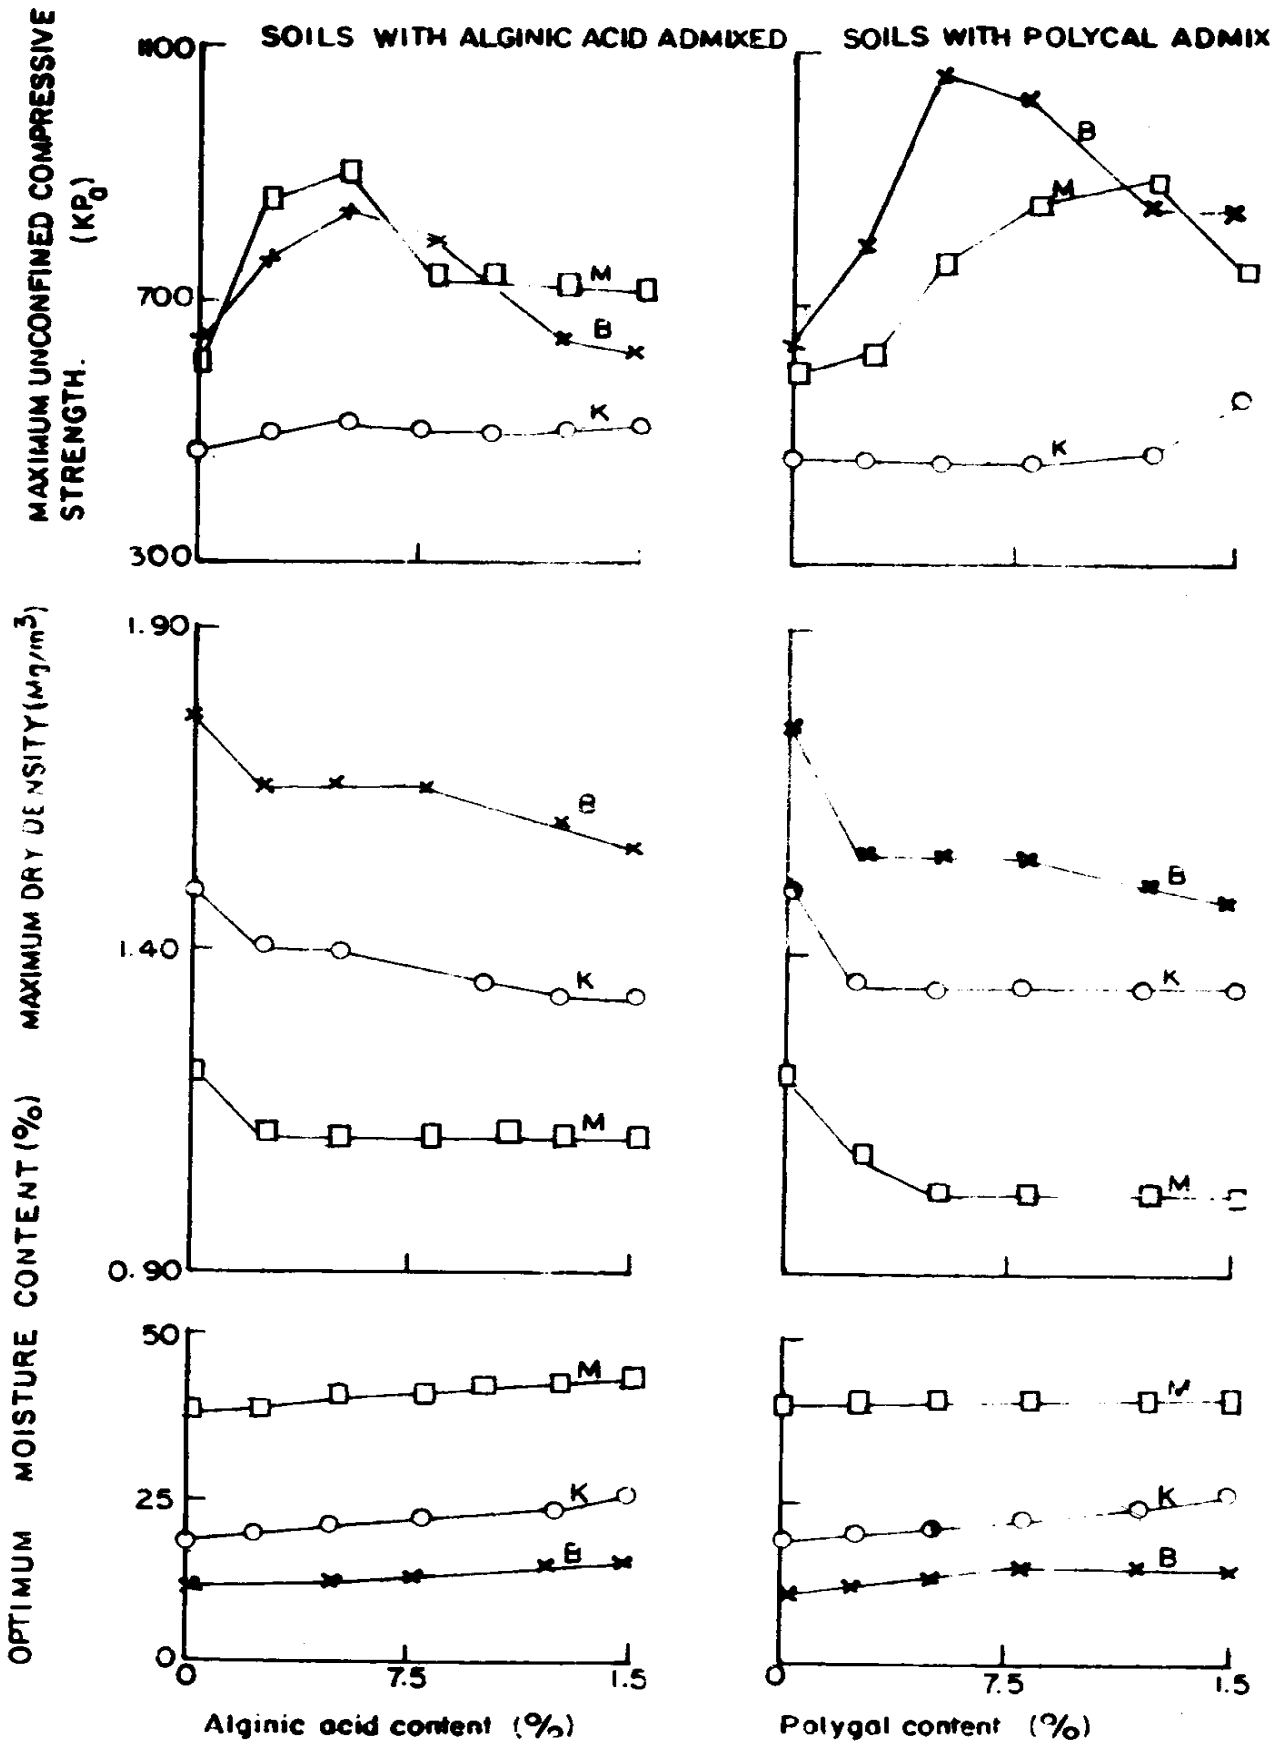 SOILS WITH ALGINIC ACID ADMIXED
SOILS WITH POLYCAL ADMIX
MAXIMUM UNCONFINED COMPRESSIVE
STRENGTH. (KPa)
1100
700
300
M
B
K
B
M
K
MAXIMUM DRY DENSITY (Mg/m³)
1.90
1.40
0.90
B
K
M
B
K
M
OPTIMUM MOISTURE CONTENT (%)
50
25
0
M
K
B
M
K
B
0 7.5 1.5
0 7.5 1.5
Alginic acid content (%)
Polygal content (%)